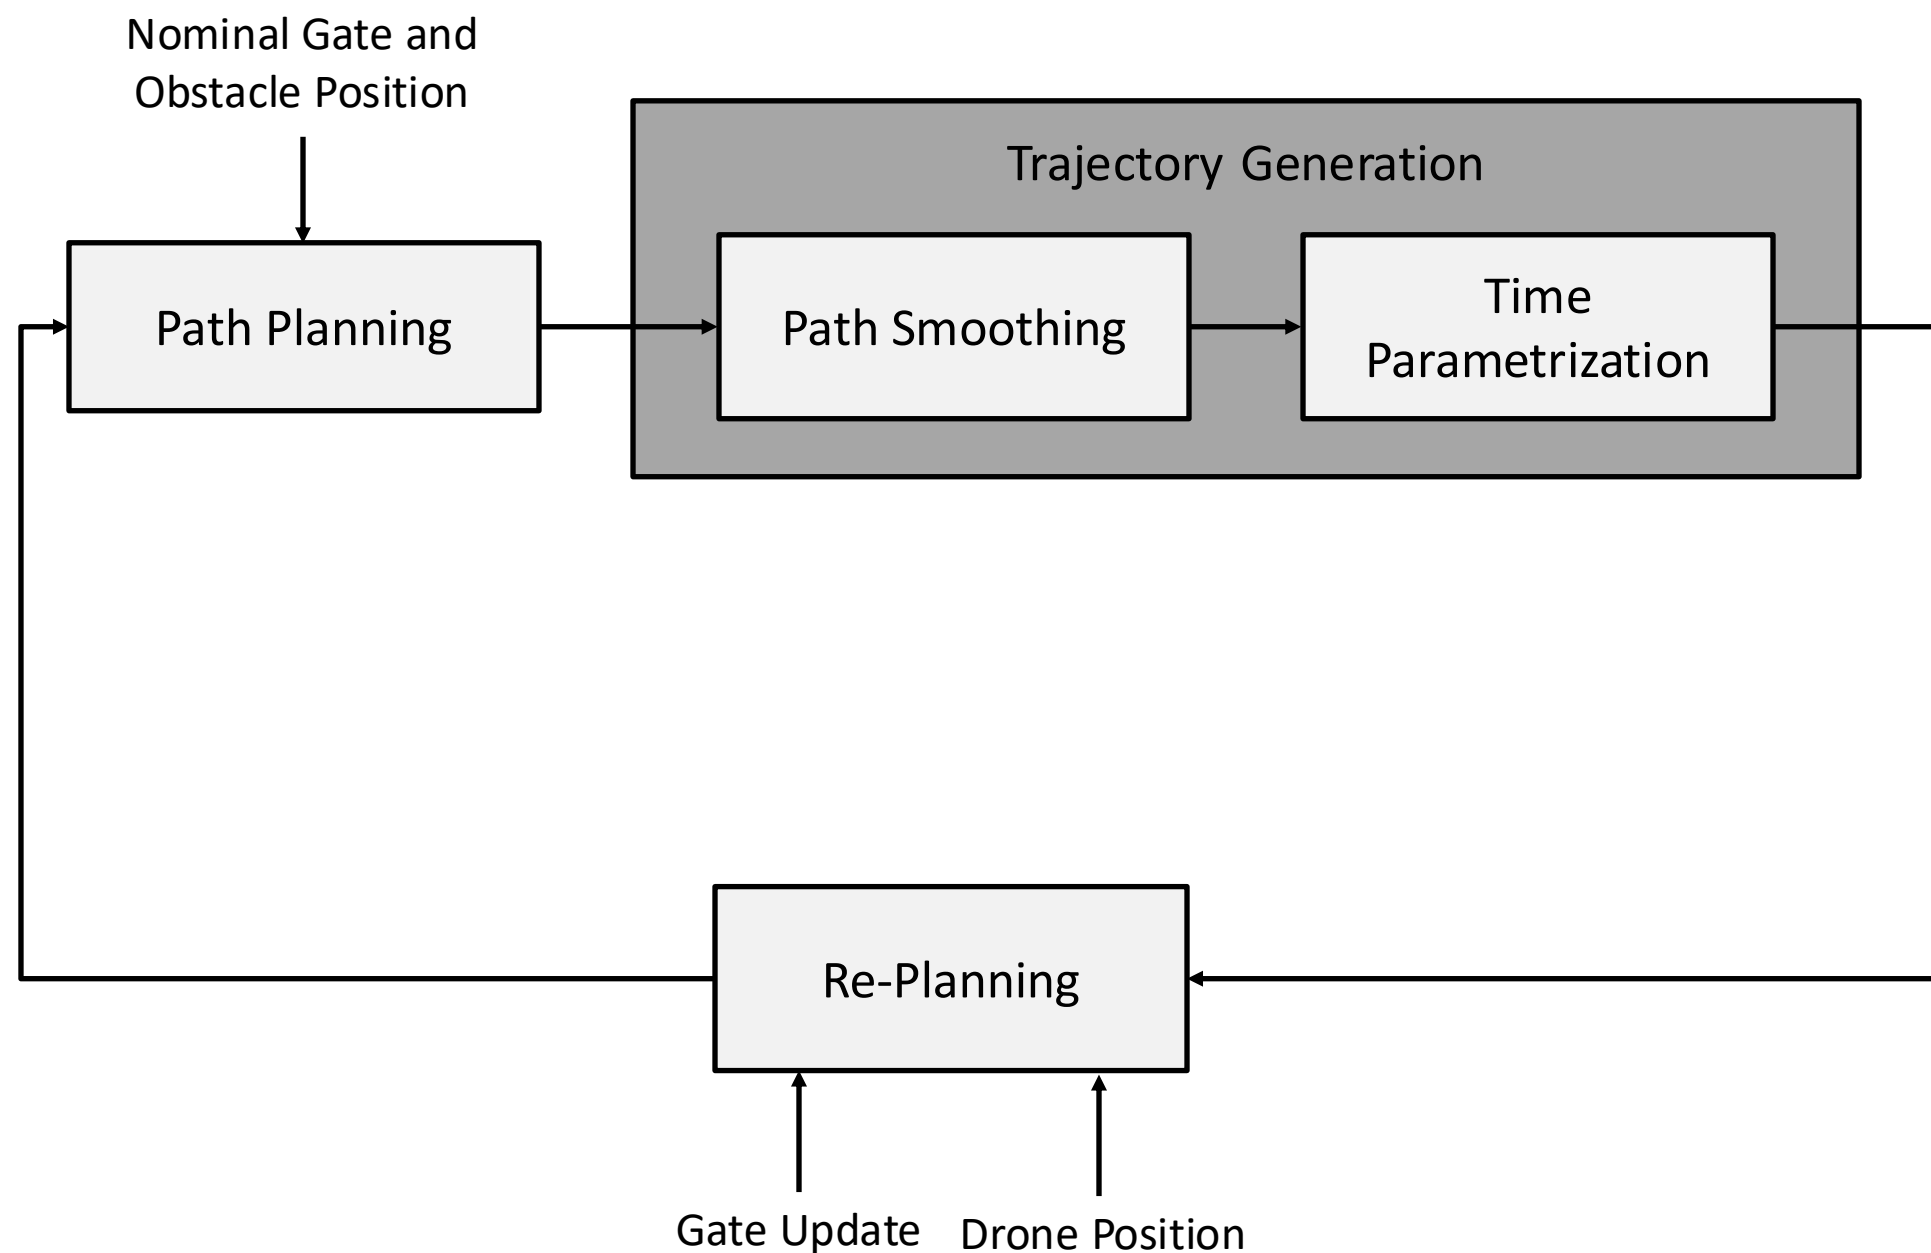 Nominal Gate and
Obstacle Position
Trajectory Generation
Path Planning
Path Smoothing
Time
Parametrization
Re-Planning
Gate Update
Drone Position